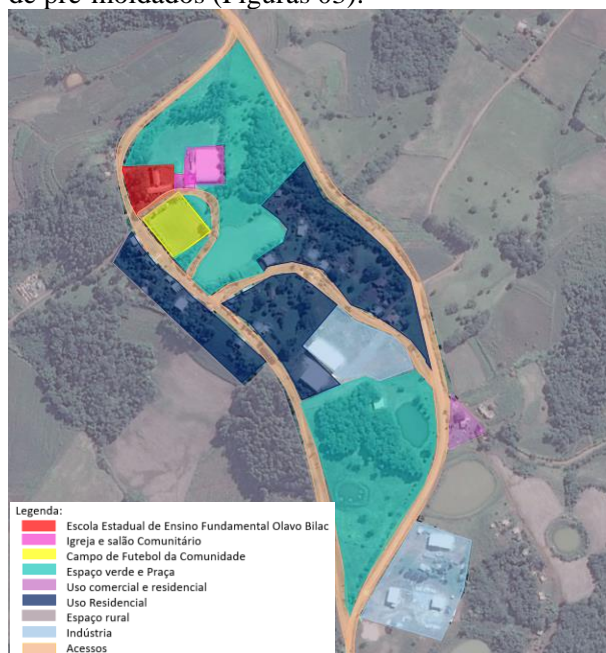 de pré-moldados (Figuras 03).
Legenda:
Escola Estadual de Ensino Fundamental Olavo Bilac
Igreja e salão Comunitário
Campo de Futebol da Comunidade
Espaço verde e Praça
Uso comercial e residencial
Uso Residencial
Espaço rural
Indústria
Acessos